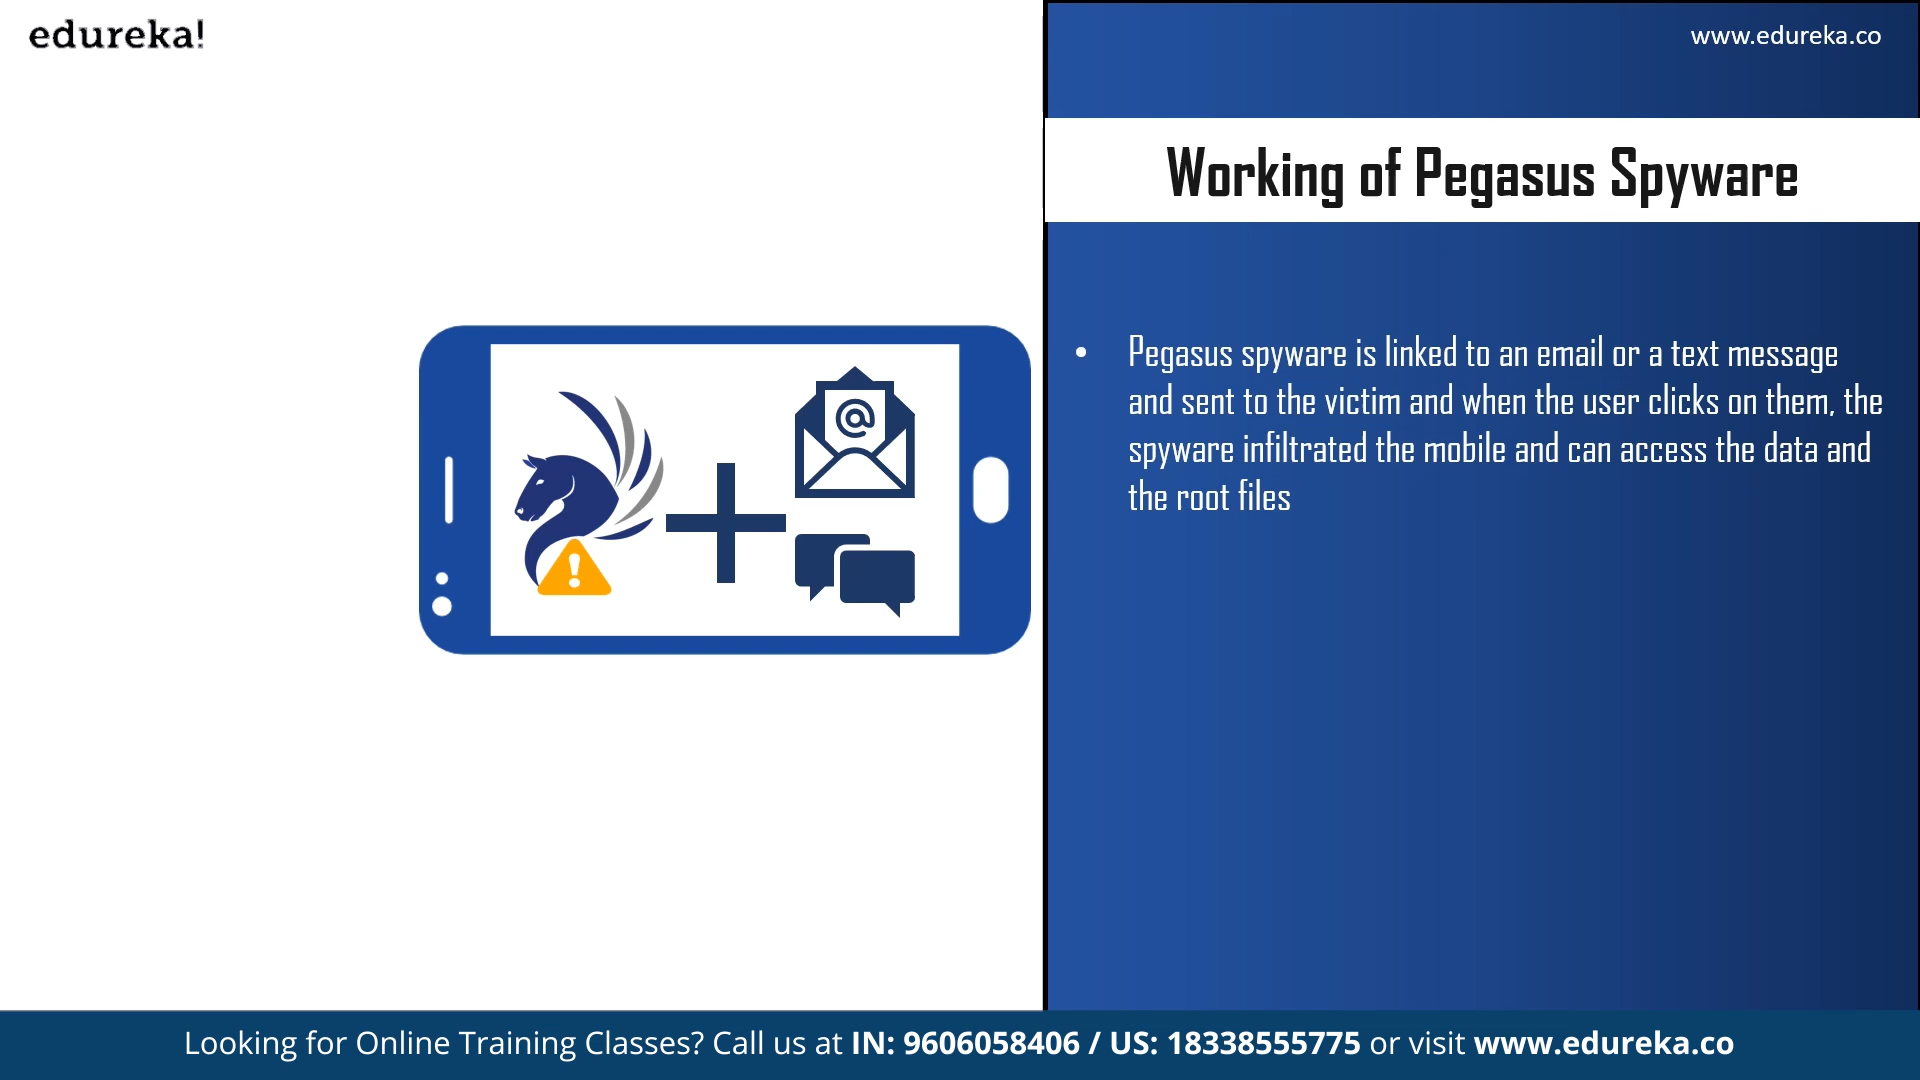 edureka!
www.edureka.co
Working of Pegasus Spyware
• Pegasus spyware is linked to an email or a text message
and sent to the victim and when the user clicks on them, the
spyware infiltrated the mobile and can access the data and
the root files
@
!
Looking for Online Training Classes? Call us at IN: 9606058406 / US: 18338555775 or visit www.edureka.co